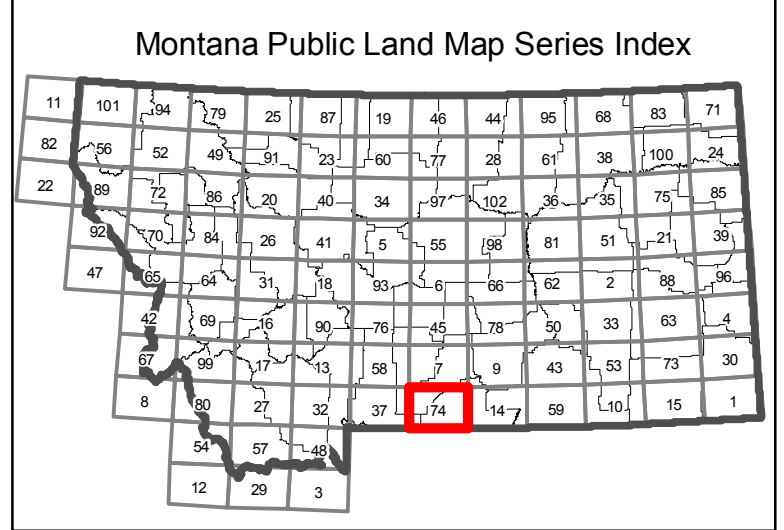 Montana Public Land Map Series Index
11 101 94 79 25 87 19 46 44 95 68 83 71
82 56 52 49 91 23 60 77 28 61 38 100 24
22 89 72 86 20 40 34 97 102 36 35 75 85
92 70 84 26 41 5 55 98 81 51 21 39
47 65 64 31 18 93 6 66 62 2 88 96
42 69 16 90 76 45 78 50 33 63 4
67 99 17 13 58 7 9 43 53 73 30
8 80 27 32 37 74 14 59 10 15 1
54 57 48
12 29 3